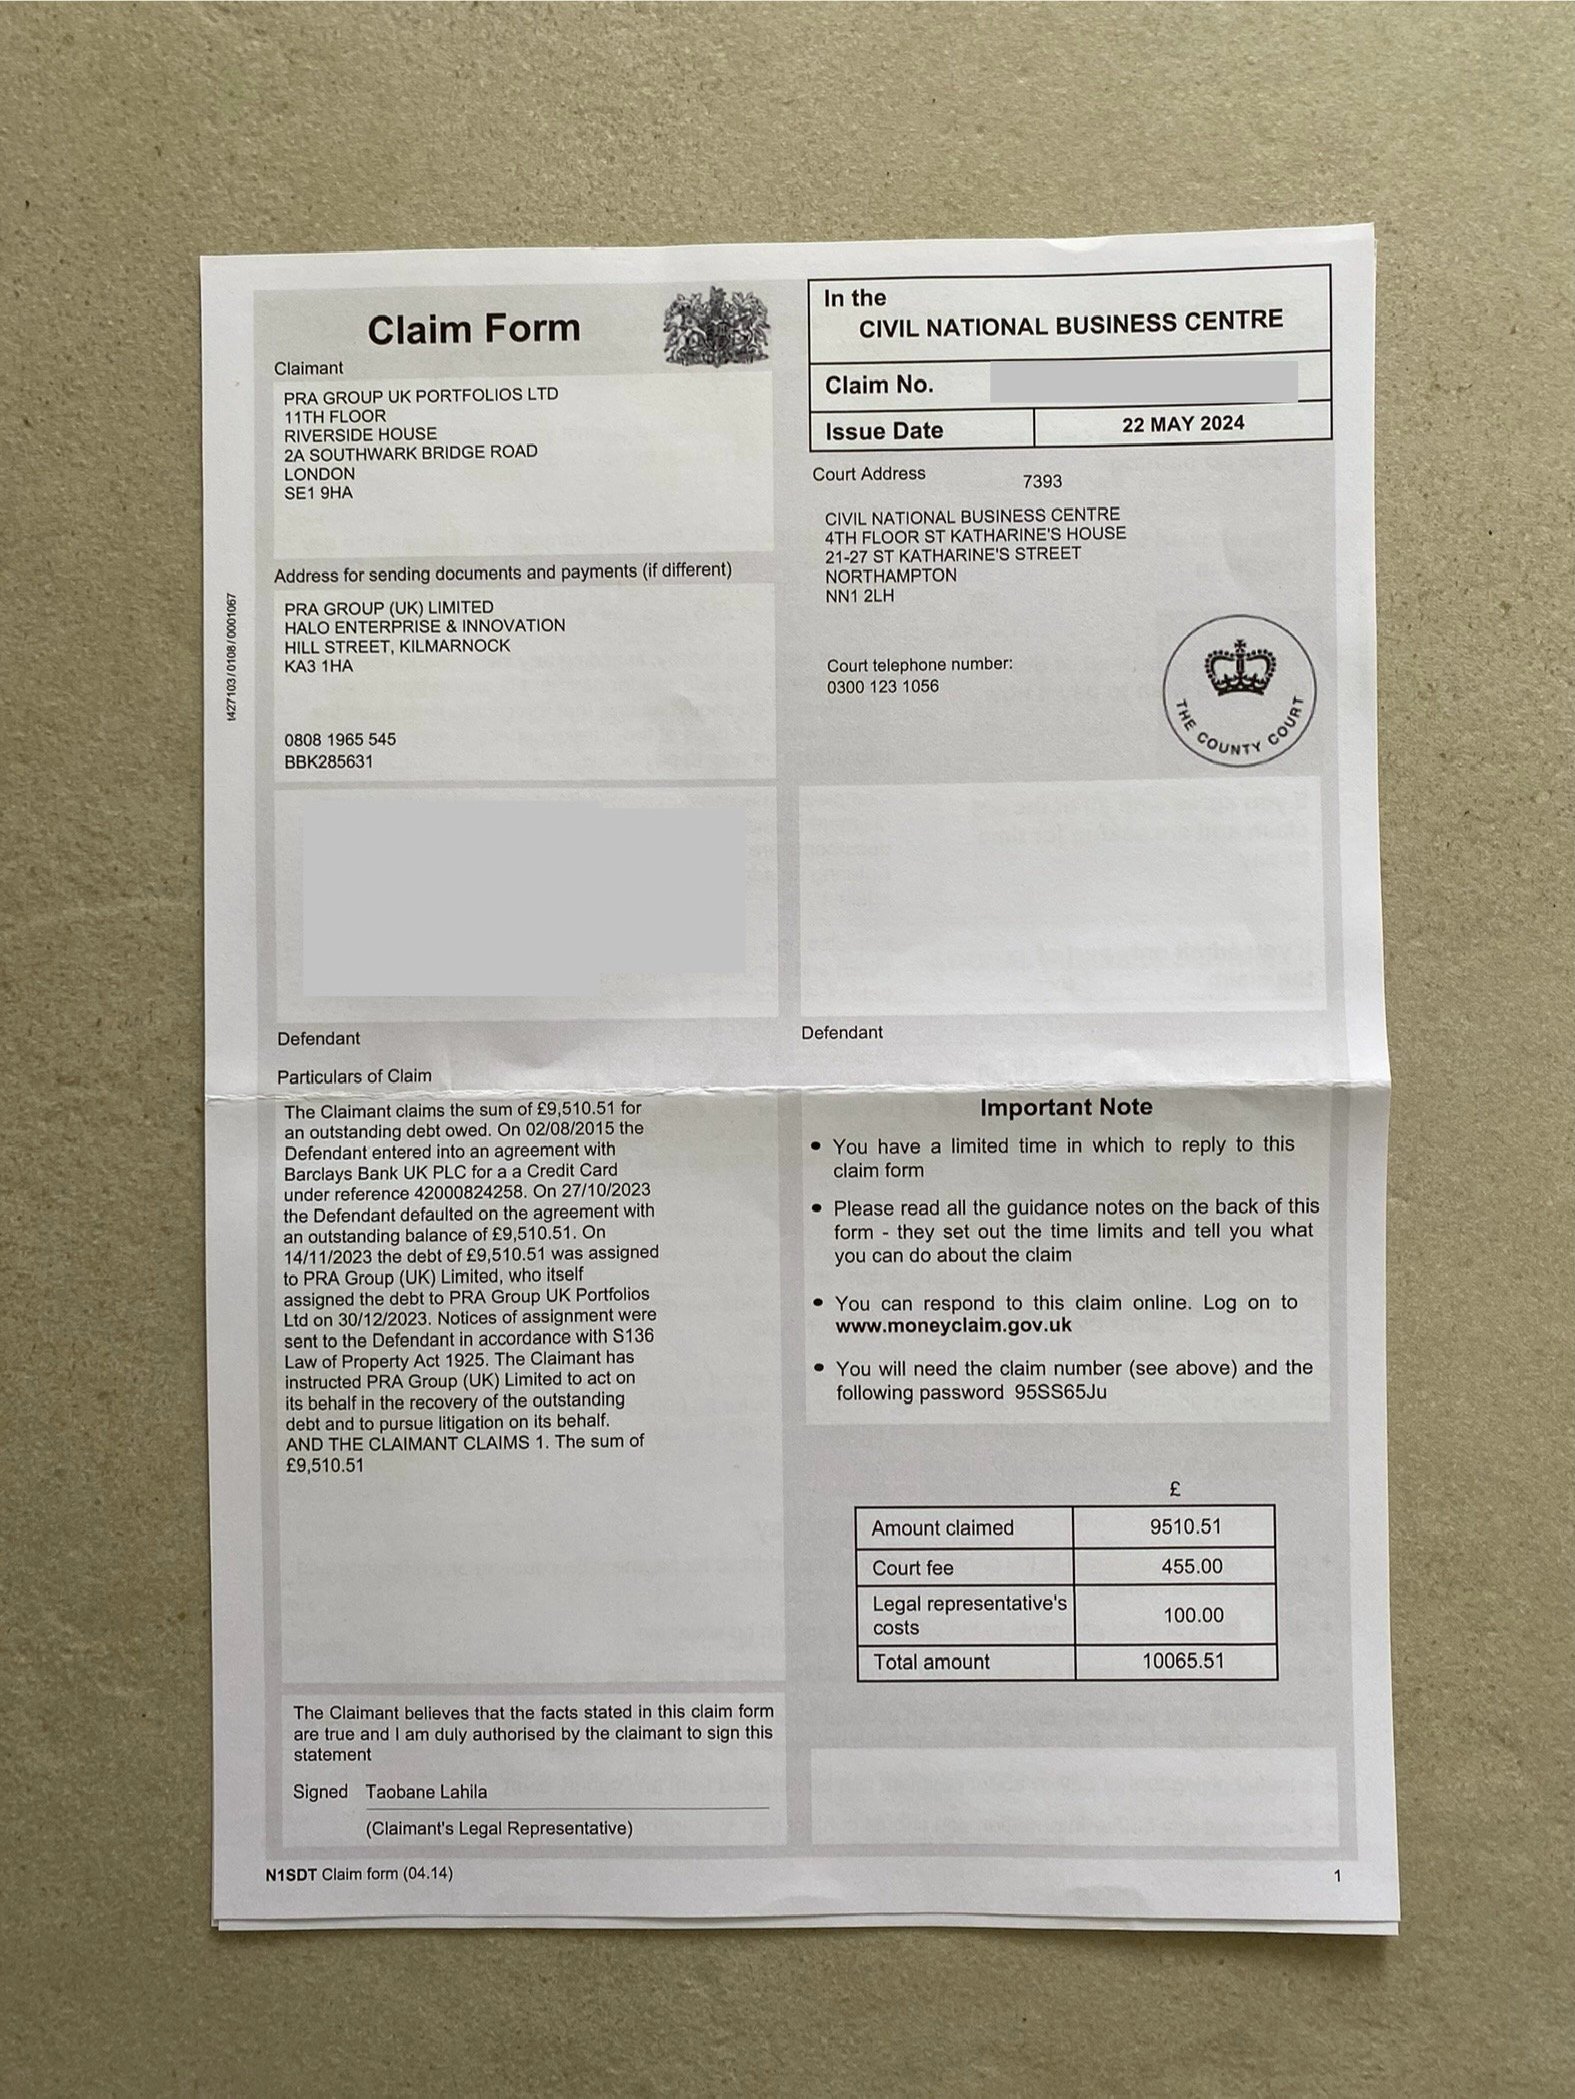 Claim Form
In the
CIVIL NATIONAL BUSINESS CENTRE
Claim No.
Issue Date
22 MAY 2024
Claimant
PRA GROUP UK PORTFOLIOS LTD
11TH FLOOR
RIVERSIDE HOUSE
2A SOUTHWARK BRIDGE ROAD
LONDON
SE1 9HA
Address for sending documents and payments (if different)
PRA GROUP (UK) LIMITED
HALO ENTERPRISE & INNOVATION
HILL STREET, KILMARNOCK
KA3 1HA
0808 1965 545
BBK285631
t427103/0108/0001067
Court Address
7393
CIVIL NATIONAL BUSINESS CENTRE
4TH FLOOR ST KATHARINE'S HOUSE
21-27 ST KATHARINE'S STREET
NORTHAMPTON
NN1 2LH
Court telephone number:
0300 123 1056
THE COUNTY COURT
Defendant
Defendant
Particulars of Claim
The Claimant claims the sum of £9,510.51 for
an outstanding debt owed. On 02/08/2015 the
Defendant entered into an agreement with
Barclays Bank UK PLC for a a Credit Card
under reference 42000824258. On 27/10/2023
the Defendant defaulted on the agreement with
an outstanding balance of £9,510.51. On
14/11/2023 the debt of £9,510.51 was assigned
to PRA Group (UK) Limited, who itself
assigned the debt to PRA Group UK Portfolios
Ltd on 30/12/2023. Notices of assignment were
sent to the Defendant in accordance with S136
Law of Property Act 1925. The Claimant has
instructed PRA Group (UK) Limited to act on
its behalf in the recovery of the outstanding
debt and to pursue litigation on its behalf.
AND THE CLAIMANT CLAIMS 1. The sum of
£9,510.51
Important Note
• You have a limited time in which to reply to this
claim form
• Please read all the guidance notes on the back of this
form - they set out the time limits and tell you what
you can do about the claim
• You can respond to this claim online. Log on to
www.moneyclaim.gov.uk
• You will need the claim number (see above) and the
following password 95SS65Ju
£
Amount claimed 9510.51
Court fee 455.00
Legal representative's
costs 100.00
Total amount 10065.51
The Claimant believes that the facts stated in this claim form
are true and I am duly authorised by the claimant to sign this
statement
Signed Taobane Lahila
(Claimant's Legal Representative)
N1SDT Claim form (04.14)
1